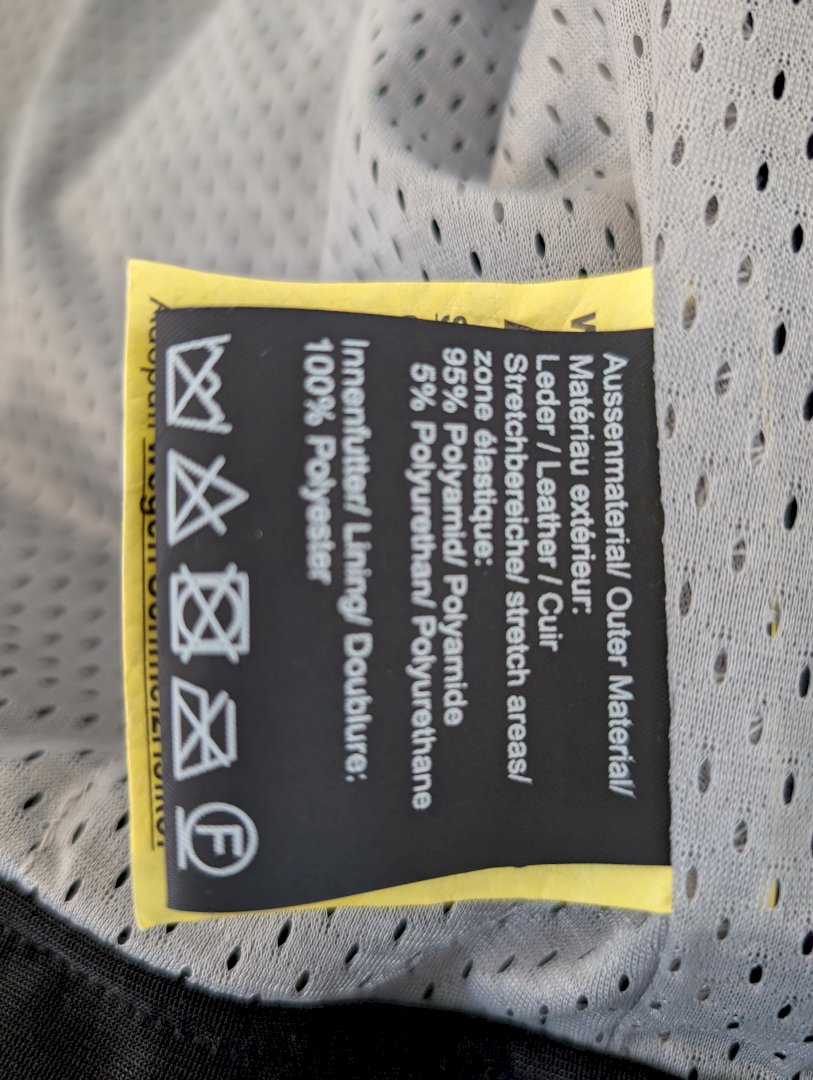 Aussenmaterial/ Outer Material/
Matériau extérieur:
Leder / Leather / Cuir
Stretchbereiche/ stretch areas/
zone élastique:
95% Polyamid/ Polyamide
5% Polyurethan/ Polyurethane
Innenfutter/ Lining/ Doublure:
100% Polyester
F